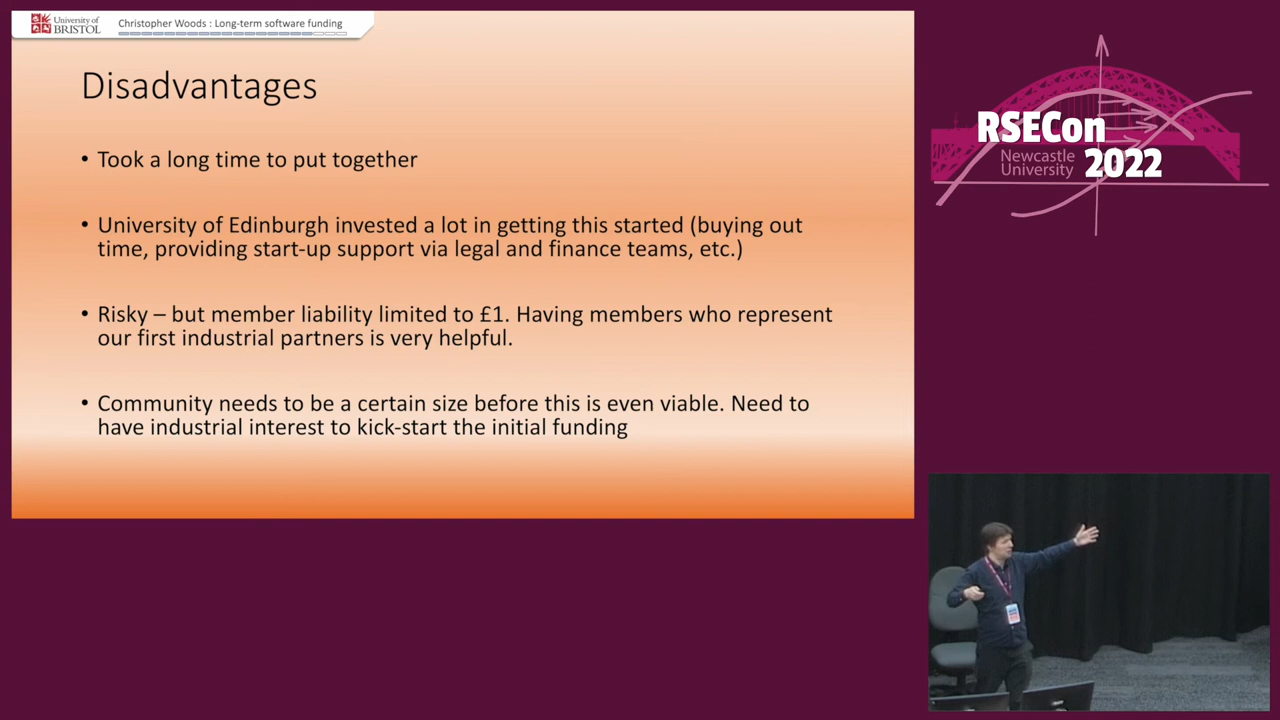 University of
BRISTOL
Christopher Woods : Long-term software funding
Disadvantages
• Took a long time to put together
• University of Edinburgh invested a lot in getting this started (buying out
time, providing start-up support via legal and finance teams, etc.)
• Risky – but member liability limited to £1. Having members who represent
our first industrial partners is very helpful.
• Community needs to be a certain size before this is even viable. Need to
have industrial interest to kick-start the initial funding
RSECon
Newcastle
University
2022